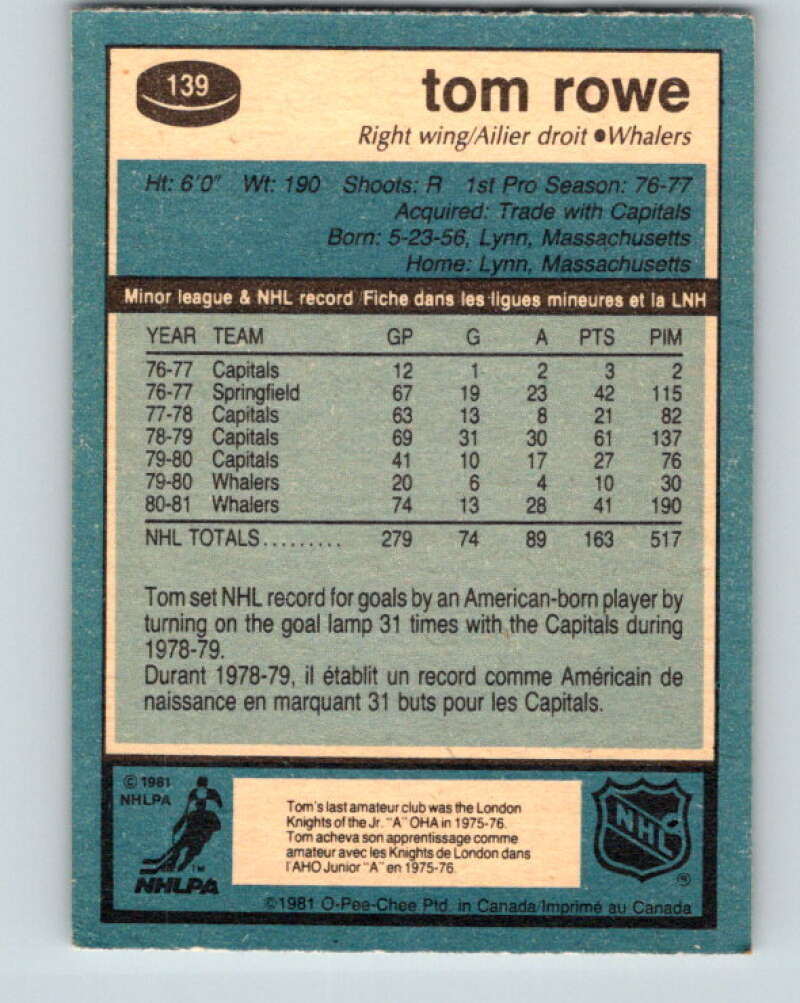 139
tom rowe
Right wing/Ailier droit ●Whalers
Ht: 6'0" Wt: 190 Shoots: R 1st Pro Season: 76-77
Acquired: Trade with Capitals
Born: 5-23-56, Lynn, Massachusetts
Home: Lynn, Massachusetts
Minor league & NHL record/Fiche dans les ligues mineures et la LNH
YEAR TEAM GP G A PTS PIM
76-77 Capitals 12 1 2 3 2
76-77 Springfield 67 19 23 42 115
77-78 Capitals 63 13 8 21 82
78-79 Capitals 69 31 30 61 137
79-80 Capitals 41 10 17 27 76
79-80 Whalers 20 6 4 10 30
80-81 Whalers 74 13 28 41 190
NHL TOTALS......... 279 74 89 163 517
Tom set NHL record for goals by an American-born player by
turning on the goal lamp 31 times with the Capitals during
1978-79.
Durant 1978-79, il établit un record comme Américain de
naissance en marquant 31 buts pour les Capitals.
© 1981
NHLPA
Tom's last amateur club was the London
Knights of the Jr. "A" OHA in 1975-76.
Tom acheva son apprentissage comme
amateur avec les Knights de London dans
l'AHO Junior "A" en 1975-76.
TM
NHLPA
NHL
®
©1981 O-Pee-Chee Ptd. in Canada/Imprimé au Canada